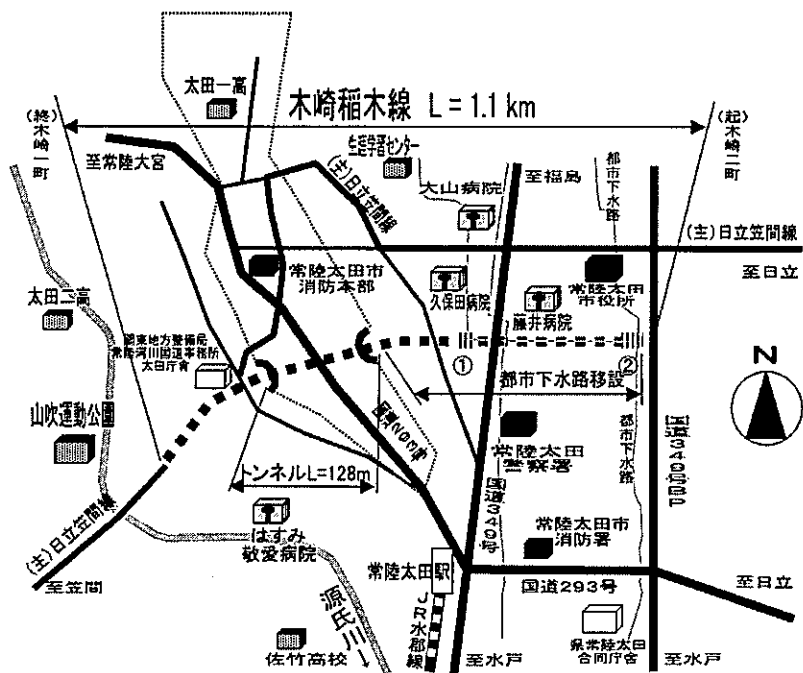 太田一高
木崎稲木線 L=1.1km
(終)木崎一町
(起)木崎二町
至常陸大宮
生涯学習センター
(主)日立笠間線
大山病院
至福島
都市下水路
(主)日立笠間線
至日立
常陸太田市
消防本部
久保田病院
藤井病院
常陸太田
市役所
太田二高
関東地方整備局
常陸河川国道事務所
太田庁舎
①
②
N
都市下水路移設
山吹運動公園
国道293号
トンネルL=128m
常陸太田
警察署
都市下水路
国道349号BP
国道349号
(主)日立笠間線
はすみ
敬愛病院
常陸太田市
消防署
至笠間
常陸太田駅
国道293号
至日立
源氏川
JR水郡線
佐竹高校
至水戸
県常陸太田
合同庁舎
至水戸